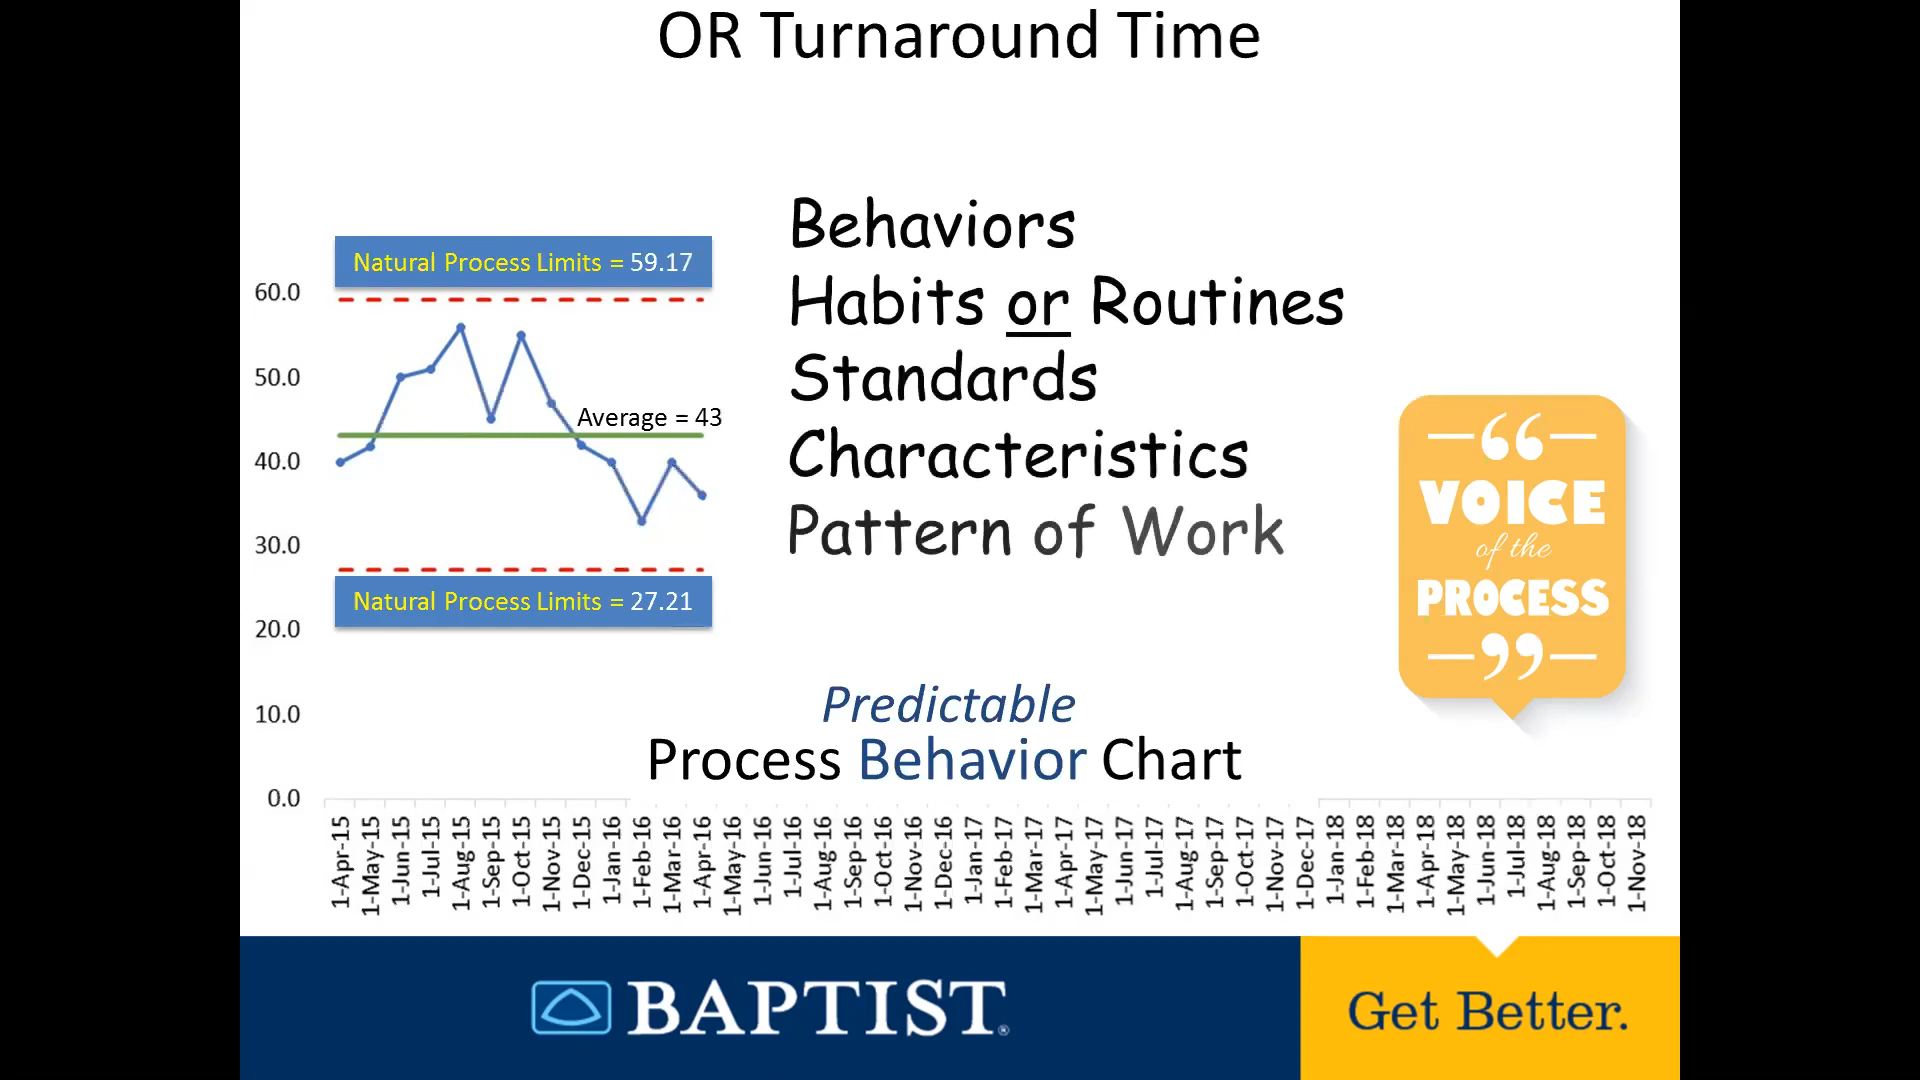 OR Turnaround Time
Behaviors
Habits or Routines
Standards
Characteristics
Pattern of Work
Natural Process Limits = 59.17
Average = 43
Natural Process Limits = 27.21
60.0
50.0
40.0
30.0
20.0
10.0
0.0
“
VOICE
of the
PROCESS
”
Predictable
Process Behavior Chart
1-Apr-15
1-May-15
1-Jun-15
1-Jul-15
1-Aug-15
1-Sep-15
1-Oct-15
1-Nov-15
1-Dec-15
1-Jan-16
1-Feb-16
1-Mar-16
1-Apr-16
1-May-16
1-Jun-16
1-Jul-16
1-Aug-16
1-Sep-16
1-Oct-16
1-Nov-16
1-Dec-16
1-Jan-17
1-Feb-17
1-Mar-17
1-Apr-17
1-May-17
1-Jun-17
1-Jul-17
1-Aug-17
1-Sep-17
1-Oct-17
1-Nov-17
1-Dec-17
1-Jan-18
1-Feb-18
1-Mar-18
1-Apr-18
1-May-18
1-Jun-18
1-Jul-18
1-Aug-18
1-Sep-18
1-Oct-18
1-Nov-18
BAPTIST®
Get Better.